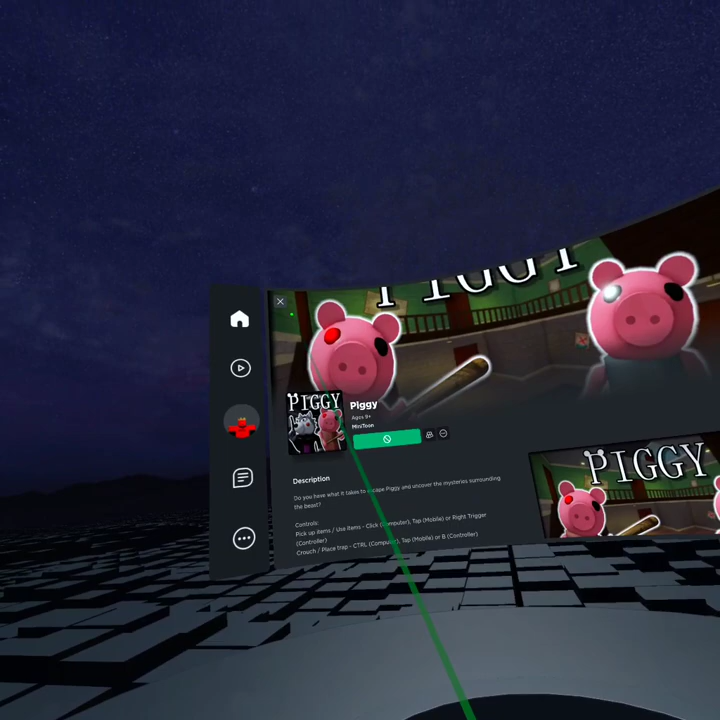 PIGGY
PIGGY
Piggy
Ages 9+
MiniToon
Description
Do you have what it takes to escape Piggy and uncover the mysteries surrounding
the beast?
Controls:
Pick up items / Use items - Click (Computer), Tap (Mobile) or Right Trigger
(Controller)
Crouch / Place trap - CTRL (Computer), Tap (Mobile) or B (Controller)
PIGGY